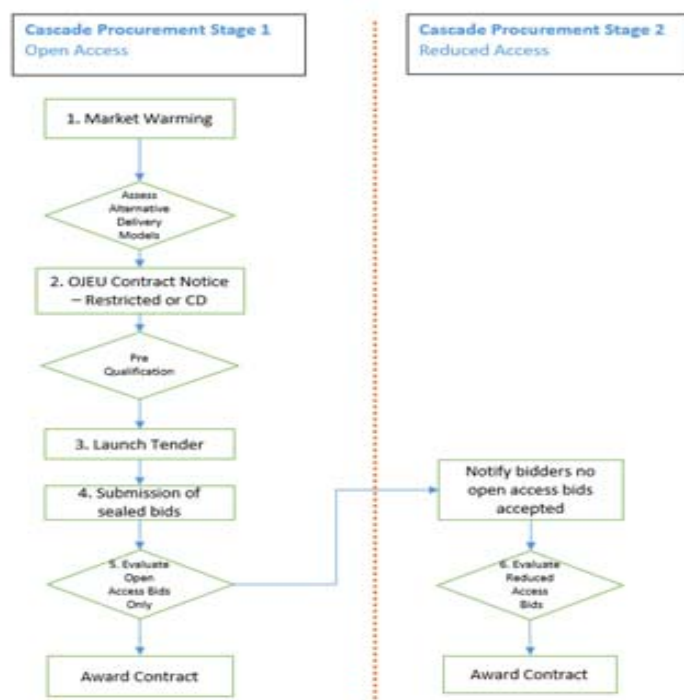 Cascade Procurement Stage 1
Open Access
Cascade Procurement Stage 2
Reduced Access
1. Market Warming
Assess
Alternative
Delivery
Models
2. OJEU Contract Notice
– Restricted or CD
Pre
Qualification
3. Launch Tender
4. Submission of
sealed bids
5. Evaluate
Open
Access Bids
Only
Award Contract
Notify bidders no
open access bids
accepted
6. Evaluate
Reduced
Access
Bids
Award Contract